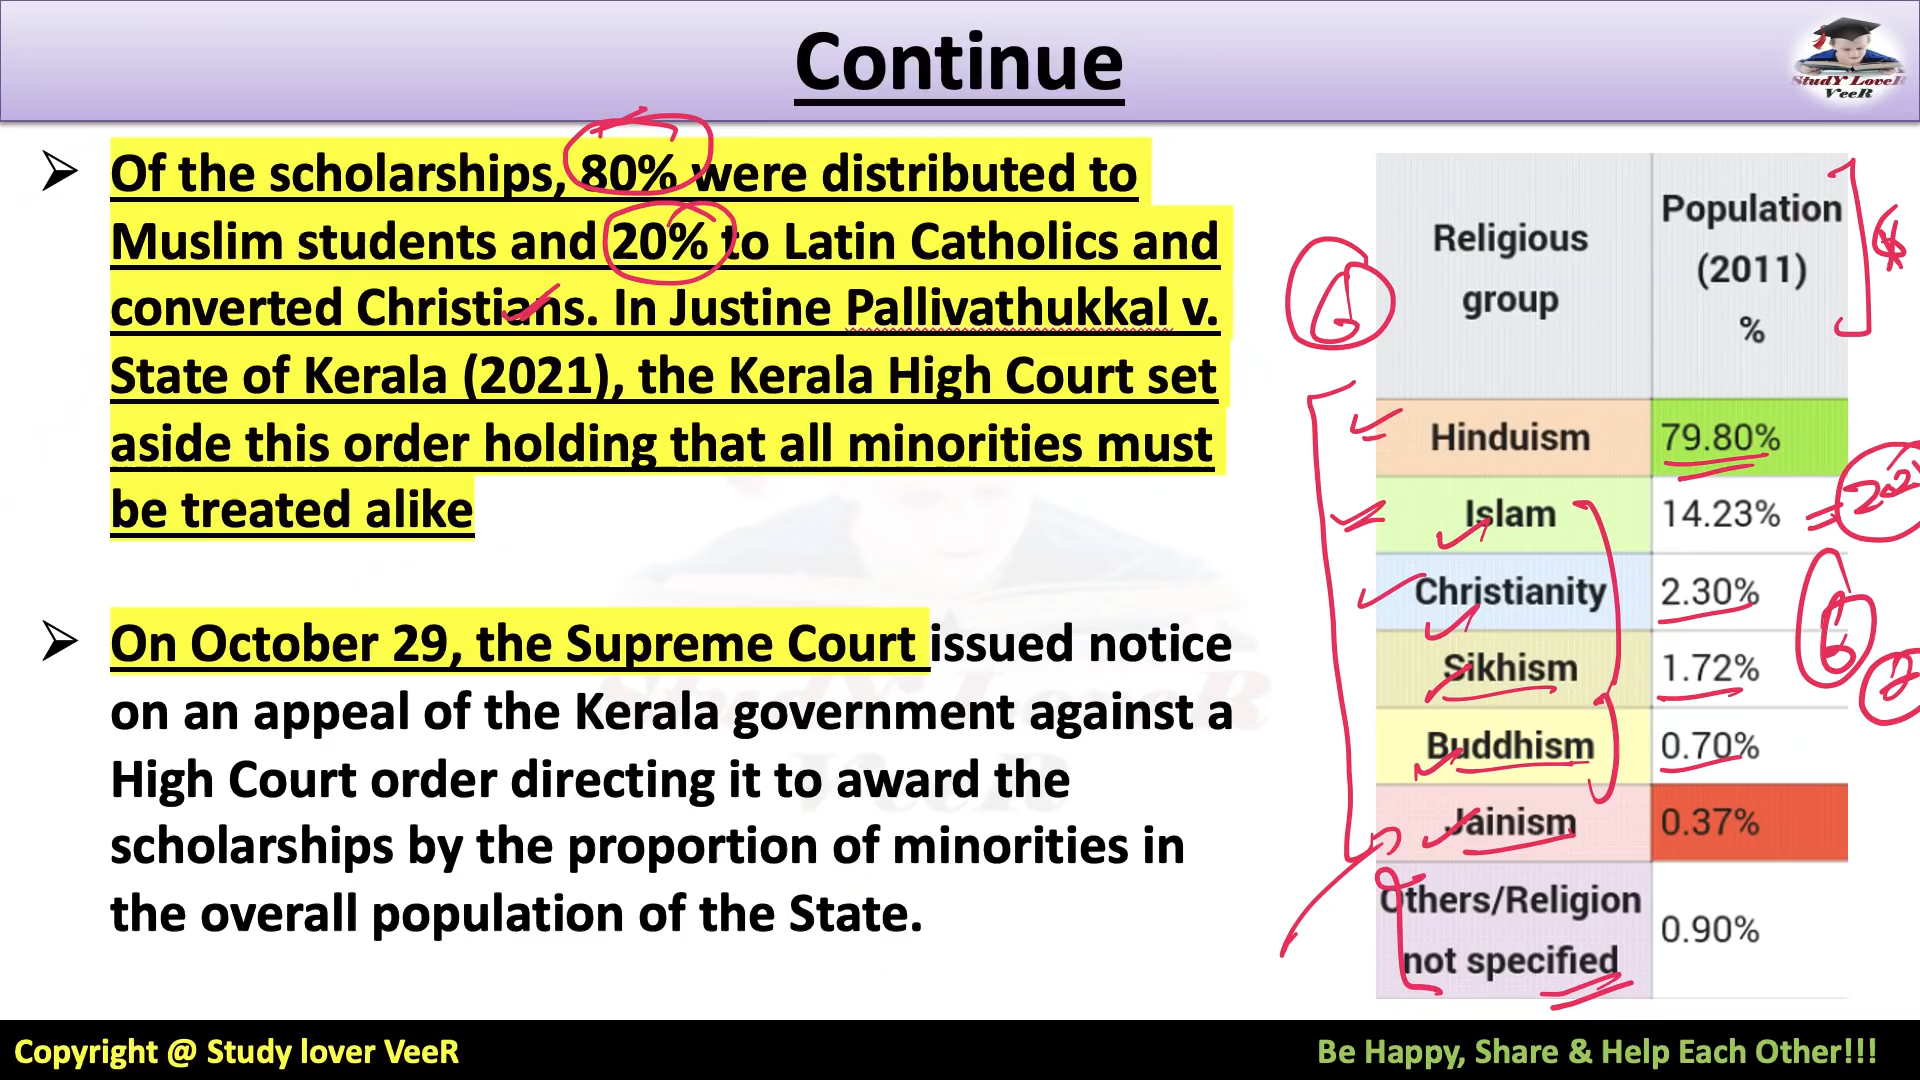 Continue
StudY LoveR
VeeR
Of the scholarships, 80% were distributed to
Muslim students and 20% to Latin Catholics and
converted Christians. In Justine Pallivathukkal v.
State of Kerala (2021), the Kerala High Court set
aside this order holding that all minorities must
be treated alike
On October 29, the Supreme Court issued notice
on an appeal of the Kerala government against a
High Court order directing it to award the
scholarships by the proportion of minorities in
the overall population of the State.
Religious group Population (2011) %
Hinduism 79.80%
Islam 14.23%
Christianity 2.30%
Sikhism 1.72%
Buddhism 0.70%
Jainism 0.37%
Others/Religion not specified 0.90%
StudY LoveR
VeeR
Copyright @ Study lover VeeR
Be Happy, Share & Help Each Other!!!